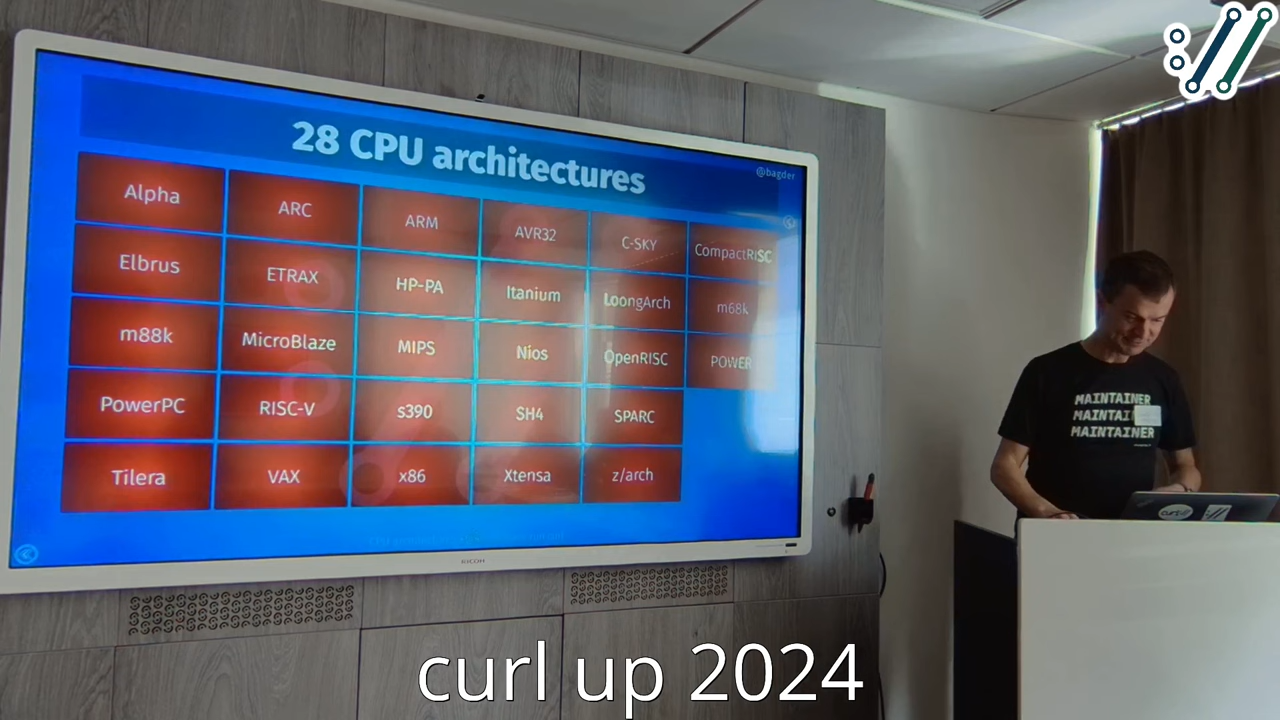 28 CPU architectures
@bagder
Alpha ARC ARM AVR32 C-SKY CompactRISC
Elbrus ETRAX HP-PA Itanium LoongArch m68k
m88k MicroBlaze MIPS Nios OpenRISC POWER
PowerPC RISC-V s390 SH4 SPARC
Tilera VAX x86 Xtensa z/arch
RICOH
MAINTAINER
MAINTAI
MAINTAINER
curl
curl up 2024